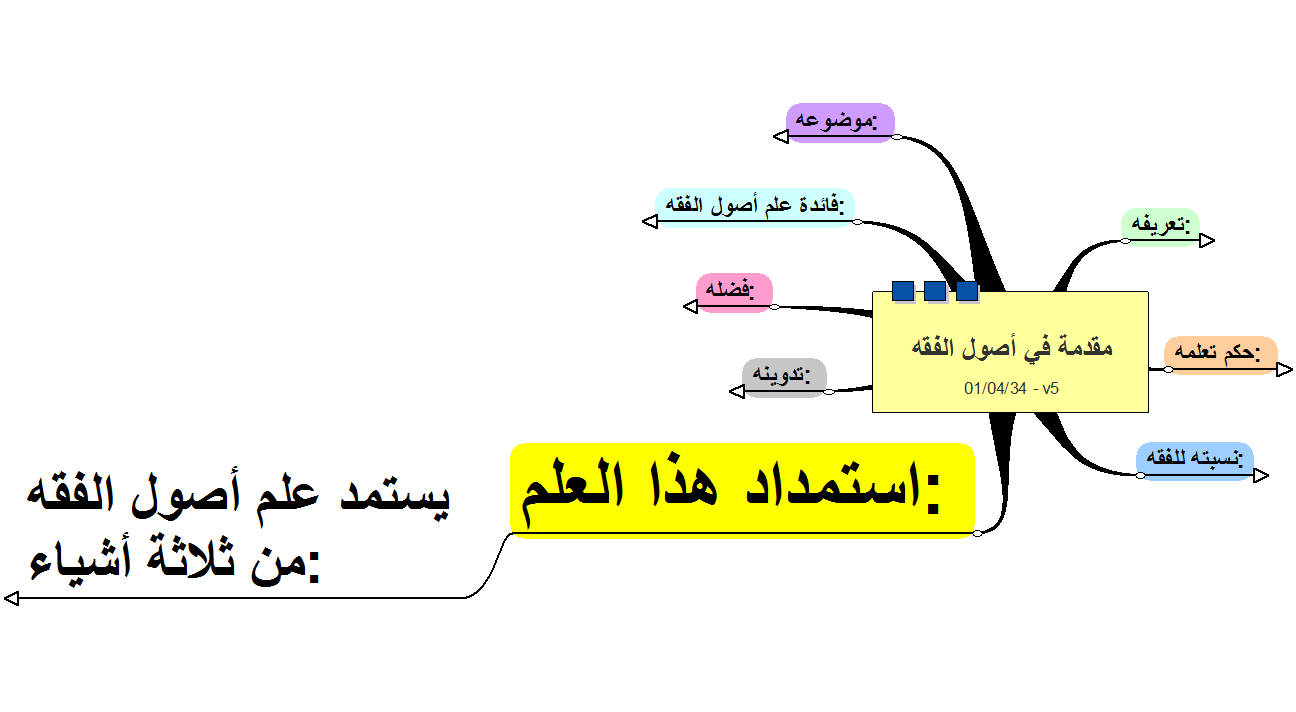 مقدمة في أصول الفقه
01/04/34 - v5
تعريفه:
حكم تعلمه:
نسبته للفقه:
موضوعه:
فائدة علم أصول الفقه:
فضله:
تدوينه:
استمداد هذا العلم:
يستمد علم أصول الفقه
من ثلاثة أشياء: